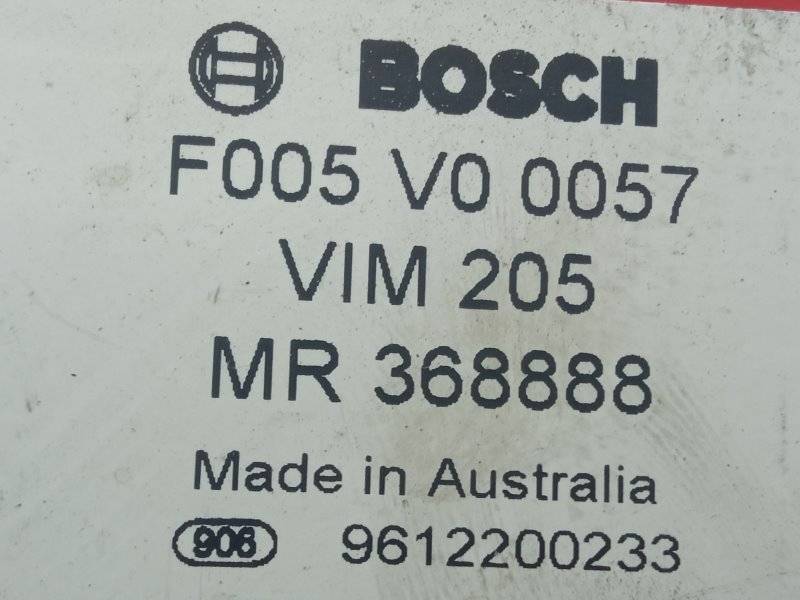 BOSCH
F005 V0 0057
VIM 205
MR 368888
Made in Australia
906 9612200233